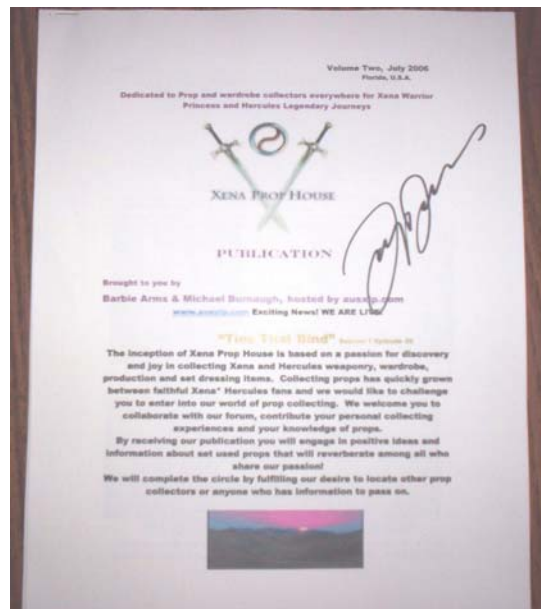 Volume Two, July 2006
Florida, U.S.A.
Dedicated to Prop and wardrobe collectors everywhere for Xena Warrior
Princess and Hercules Legendary Journeys
XENA PROP HOUSE
PUBLICATION
Brought to you by
Barbie Arms & Michael Burnaugh, hosted by ausxip.com
www.ausxip.com Exciting News! WE ARE LIVE
"Ties That Bind" Season 1 Episode 20
The inception of Xena Prop House is based on a passion for discovery
and joy in collecting Xena and Hercules weaponry, wardrobe,
production and set dressing items. Collecting props has quickly grown
between faithful Xena* Hercules fans and we would like to challenge
you to enter into our world of prop collecting. We welcome you to
collaborate with our forum, contribute your personal collecting
experiences and your knowledge of props.
By receiving our publication you will engage in positive ideas and
information about set used props that will reverberate among all who
share our passion!
We will complete the circle by fulfilling our desire to locate other prop
collectors or anyone who has information to pass on.